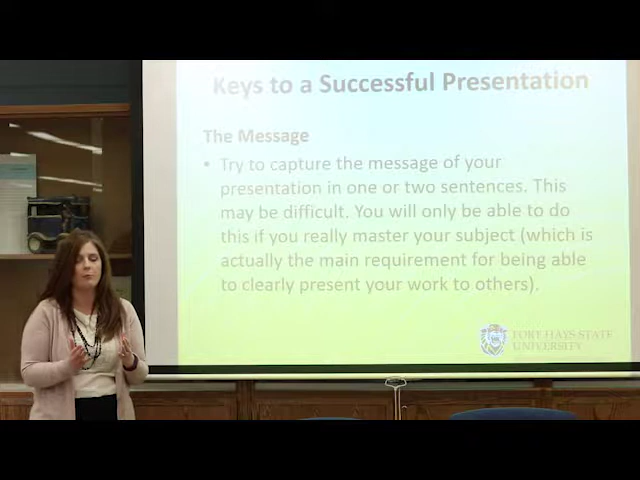 Keys to a Successful Presentation
The Message
• Try to capture the message of your
presentation in one or two sentences. This
may be difficult. You will only be able to do
this if you really master your subject (which is
actually the main requirement for being able
to clearly present your work to others).
FORT HAYS STATE
UNIVERSITY